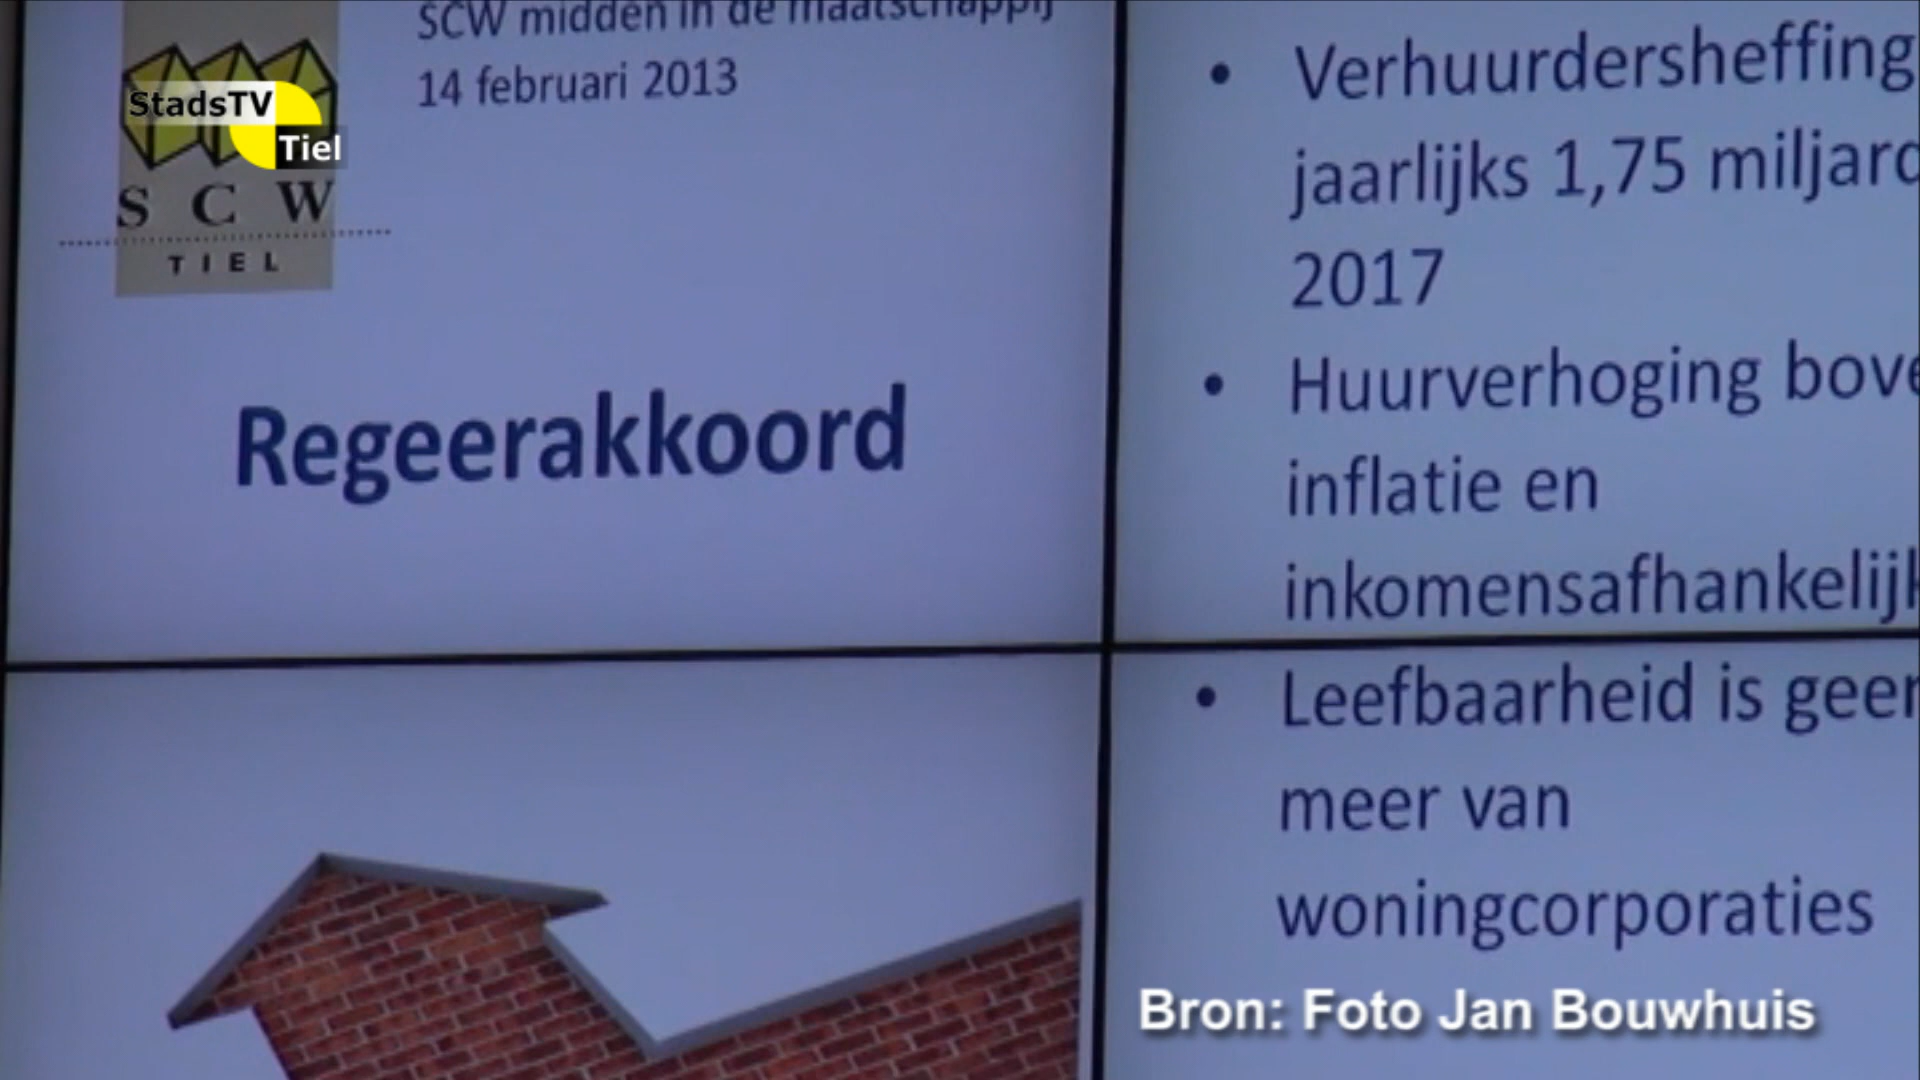 SCW midden in de maatschappij
14 februari 2013
StadsTV
Tiel
S C W
TIEL
Regeerakkoord
• Verhuurdersheffing
jaarlijks 1,75 miljard
2017
• Huurverhoging bove
inflatie en
inkomensafhankelijk
• Leefbaarheid is geen
meer van
woningcorporaties
Bron: Foto Jan Bouwhuis